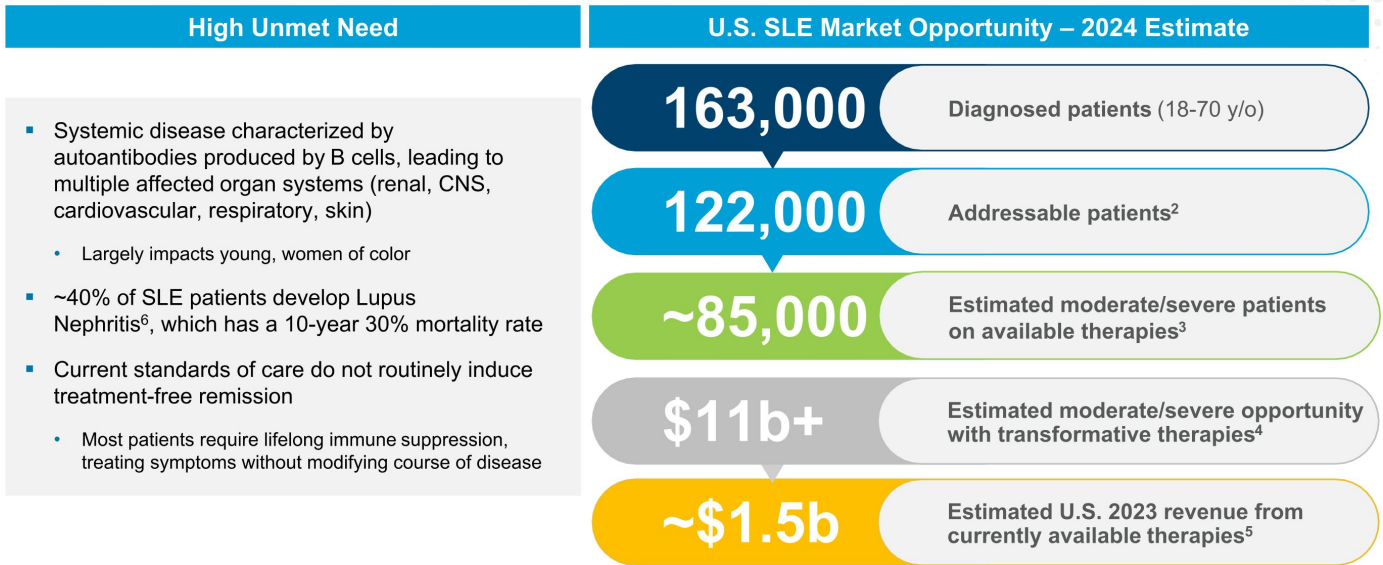 High Unmet Need
▪ Systemic disease characterized by
autoantibodies produced by B cells, leading to
multiple affected organ systems (renal, CNS,
cardiovascular, respiratory, skin)
• Largely impacts young, women of color
▪ ~40% of SLE patients develop Lupus
Nephritis⁶, which has a 10-year 30% mortality rate
▪ Current standards of care do not routinely induce
treatment-free remission
• Most patients require lifelong immune suppression,
treating symptoms without modifying course of disease
U.S. SLE Market Opportunity – 2024 Estimate
163,000
Diagnosed patients (18-70 y/o)
122,000
Addressable patients²
~85,000
Estimated moderate/severe patients
on available therapies³
$11b+
Estimated moderate/severe opportunity
with transformative therapies⁴
~$1.5b
Estimated U.S. 2023 revenue from
currently available therapies⁵